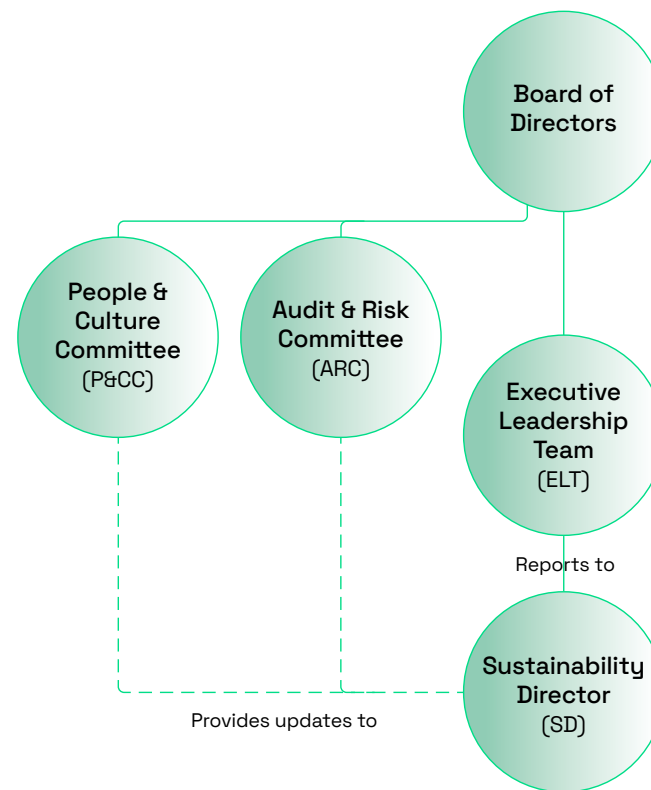 Board of
Directors
People &
Culture
Committee
(P&CC)
Audit & Risk
Committee
(ARC)
Executive
Leadership
Team
(ELT)
Reports to
Sustainability
Director
(SD)
Provides updates to